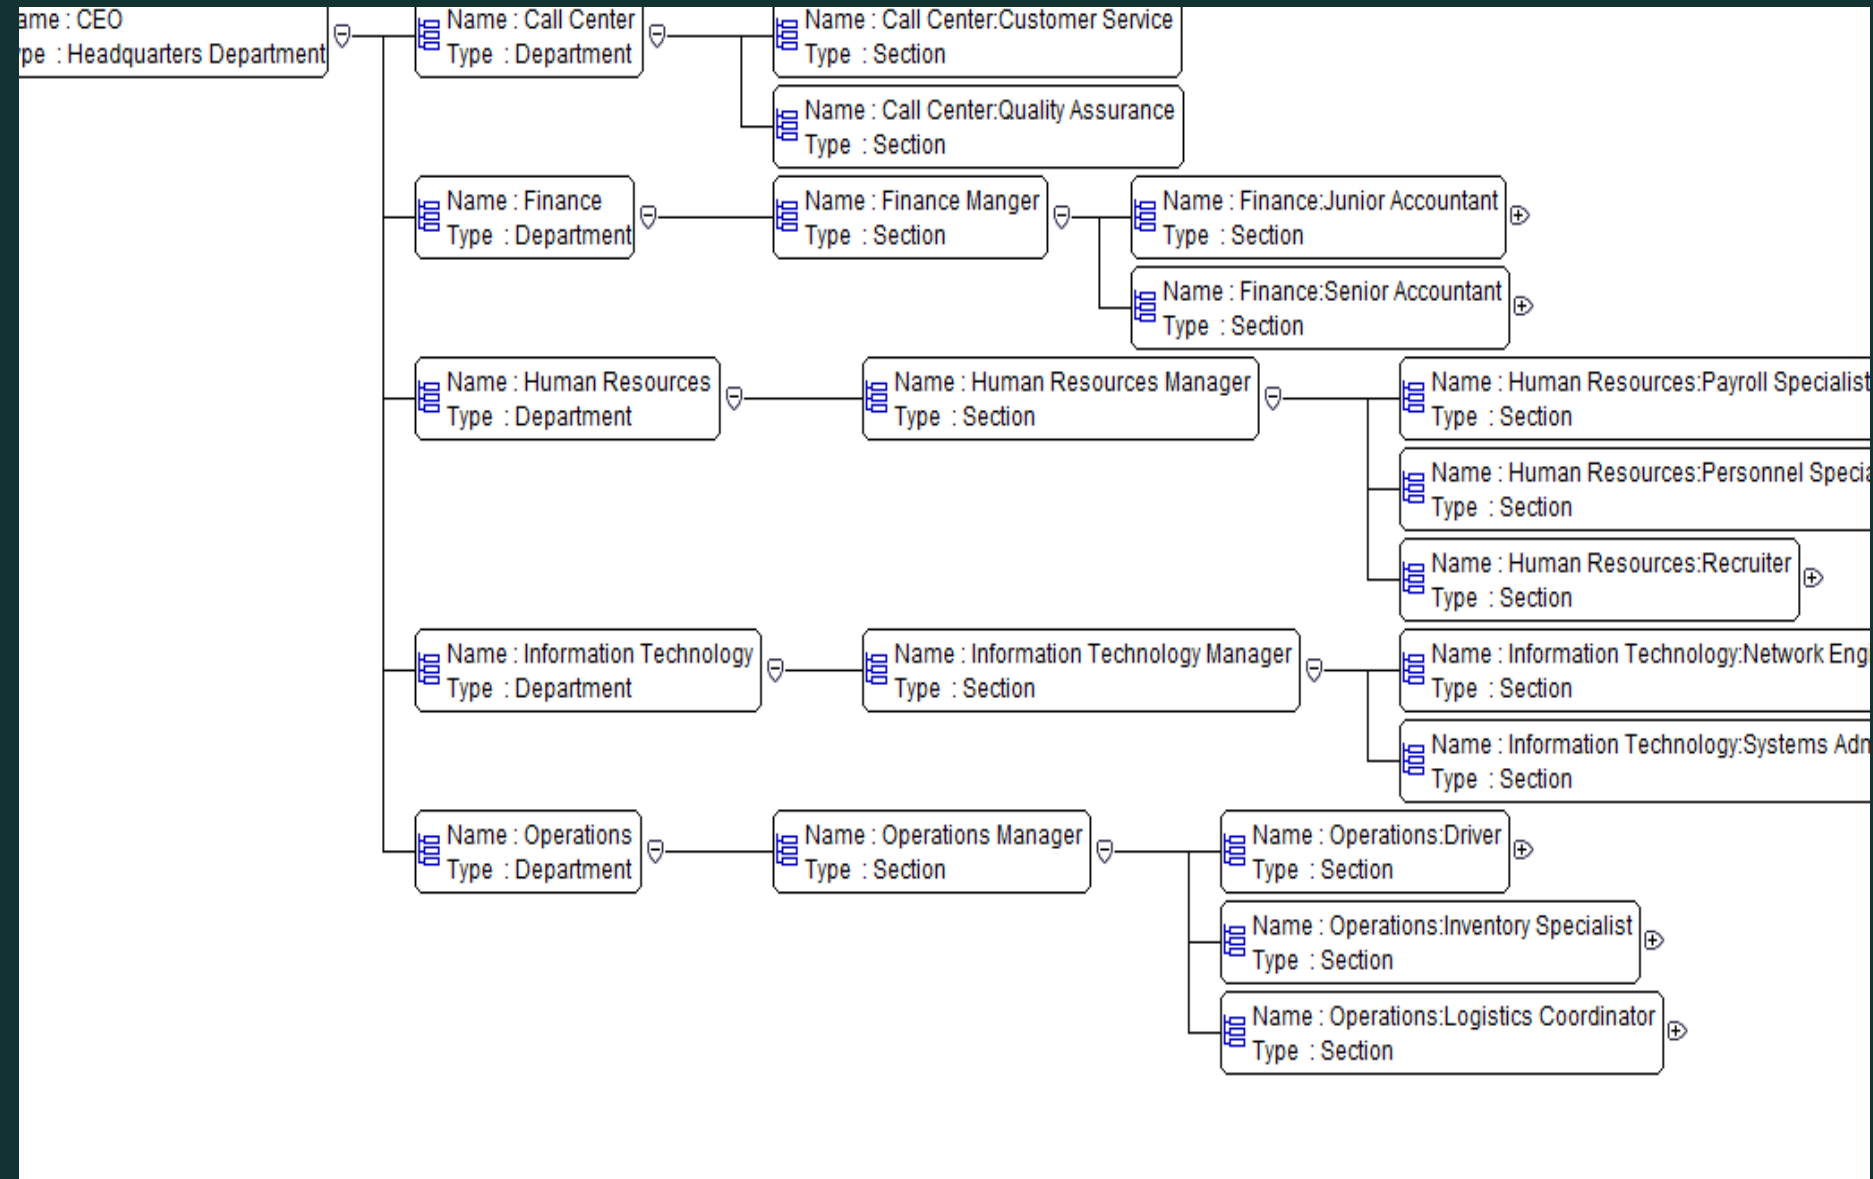 CEO
: Headquarters Department
Name : Call Center
Type : Department
Name : Call Center:Customer Service
Type : Section
Name : Call Center:Quality Assurance
Type : Section
Name : Finance
Type : Department
Name : Finance Manger
Type : Section
Name : Finance:Junior Accountant
Type : Section
Name : Finance:Senior Accountant
Type : Section
Name : Human Resources
Type : Department
Name : Human Resources Manager
Type : Section
Name : Human Resources:Payroll Specialist
Type : Section
Name : Human Resources:Personnel
Type : Section
Name : Human Resources:Recruiter
Type : Section
Name : Information Technology
Type : Department
Name : Information Technology Manager
Type : Section
Name : Information Technology:Network
Type : Section
Name : Information Technology:Systems
Type : Section
Name : Operations
Type : Department
Name : Operations Manager
Type : Section
Name : Operations:Driver
Type : Section
Name : Operations:Inventory Specialist
Type : Section
Name : Operations:Logistics Coordinator
Type : Section